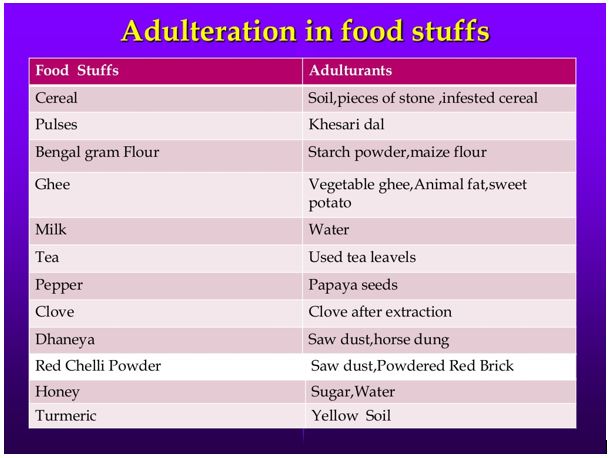 Adulteration in food stuffs
Food Stuffs Adulturants
Cereal Soil,pieces of stone ,infested cereal
Pulses Khesari dal
Bengal gram Flour Starch powder,maize flour
Ghee Vegetable ghee,Animal fat,sweet
potato
Milk Water
Tea Used tea leavels
Pepper Papaya seeds
Clove Clove after extraction
Dhaneya Saw dust,horse dung
Red Chelli Powder Saw dust,Powdered Red Brick
Honey Sugar,Water
Turmeric Yellow Soil